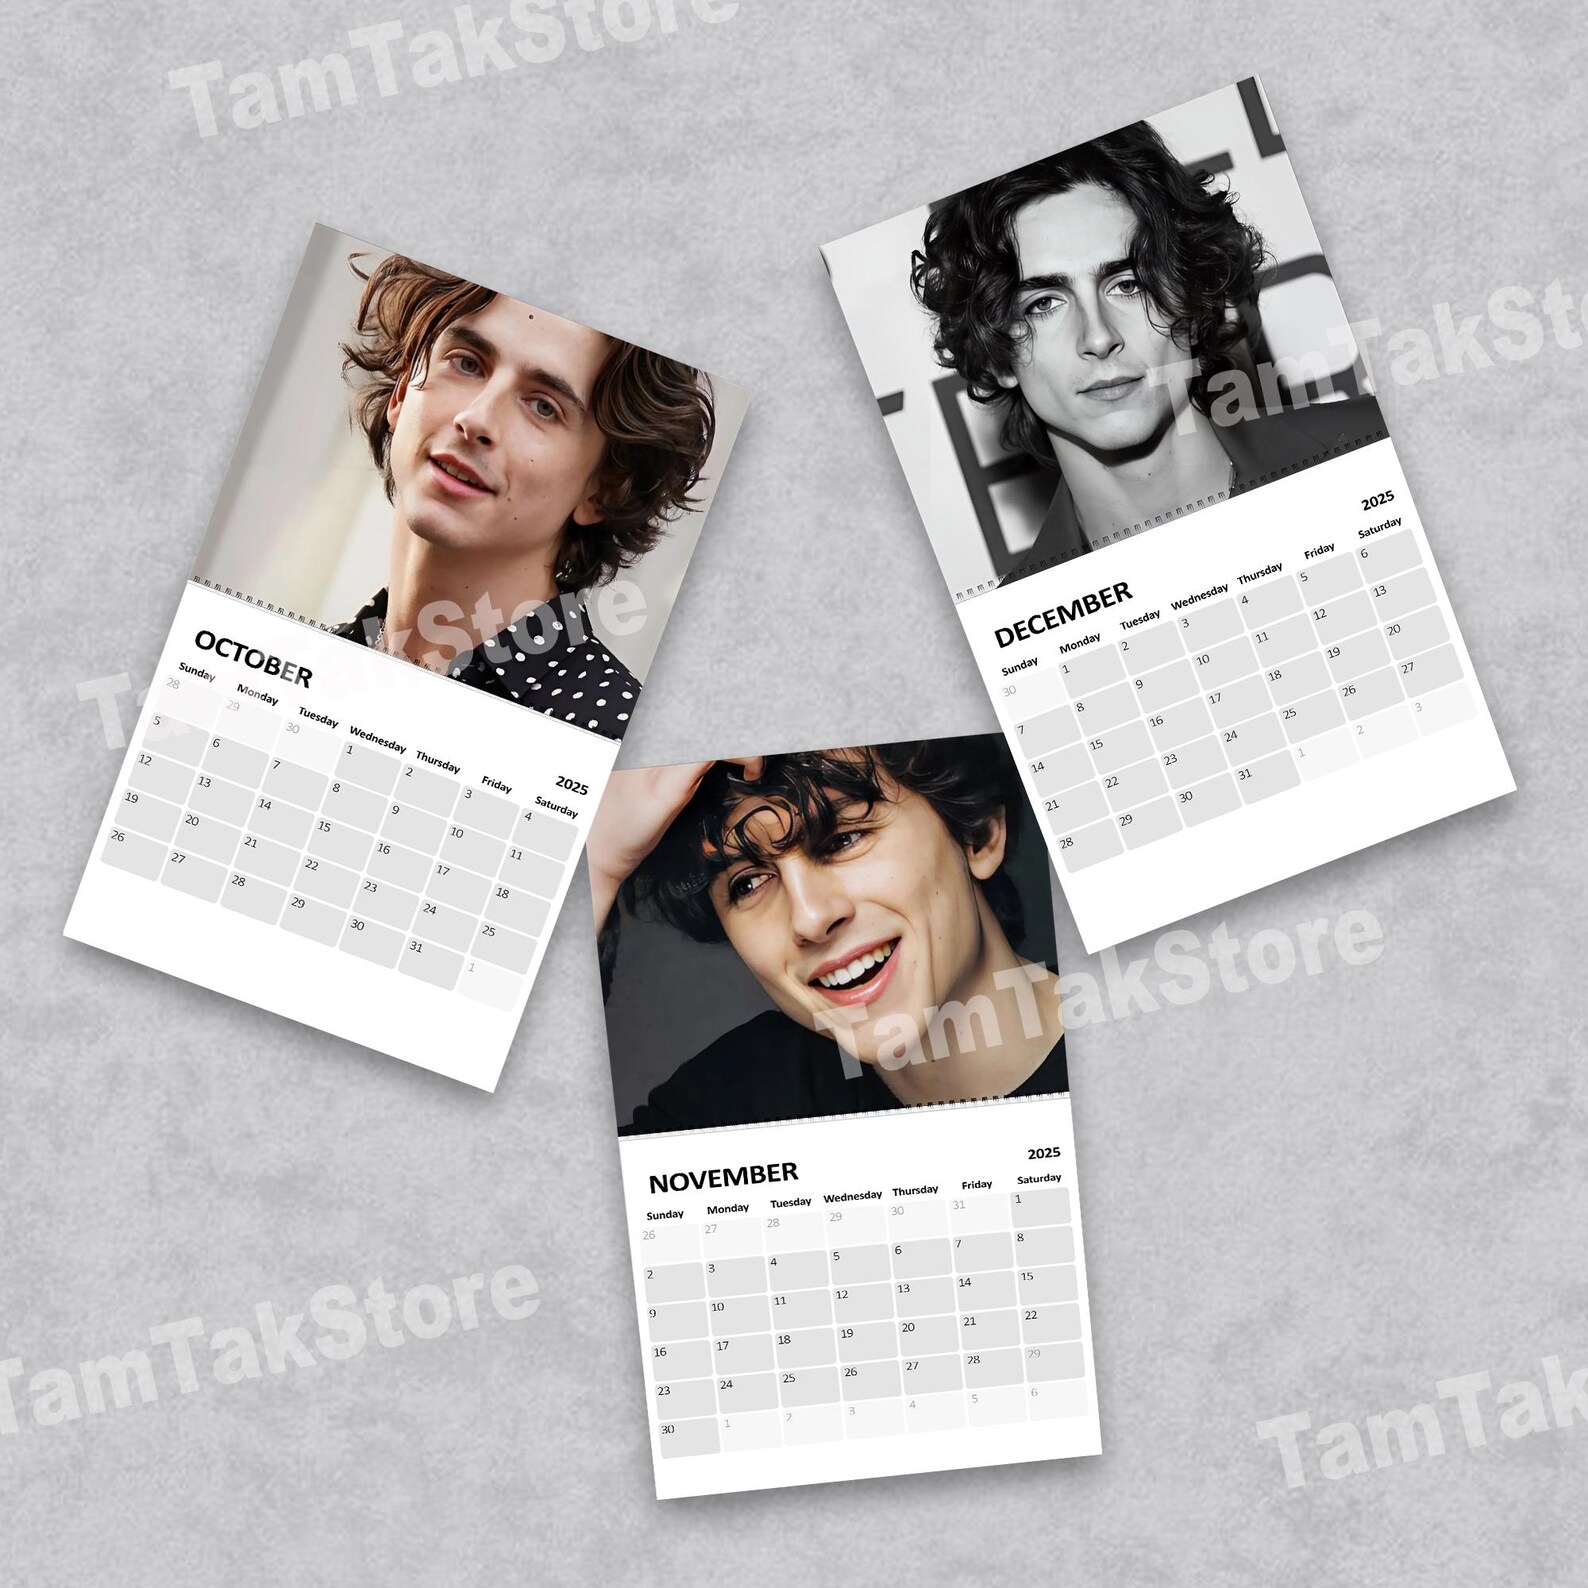 TamTakStore
TamTakStore
OCTOBER
2025
Sunday Monday Tuesday Wednesday Thursday Friday Saturday
28 29 30 1 2 3 4
5 6 7 8 9 10 11
12 13 14 15 16 17 18
19 20 21 22 23 24 25
26 27 28 29 30 31 1
TamTakSto
DECEMBER
2025
Sunday Monday Tuesday Wednesday Thursday Friday Saturday
30 1 2 3 4 5 6
7 8 9 10 11 12 13
14 15 16 17 18 19 20
21 22 23 24 25 26 27
28 29 30 31 1 2 3
TamTakStore
NOVEMBER
2025
Sunday Monday Tuesday Wednesday Thursday Friday Saturday
26 27 28 29 30 31 1
2 3 4 5 6 7 8
9 10 11 12 13 14 15
16 17 18 19 20 21 22
23 24 25 26 27 28 29
30 1 2 3 4 5 6
TamTakStore
TamTak